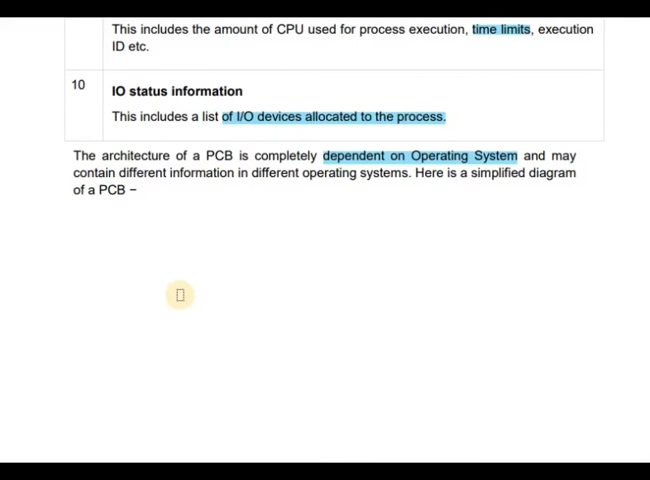 This includes the amount of CPU used for process execution, time limits, execution
ID etc.
10
IO status information
This includes a list of I/O devices allocated to the process.
The architecture of a PCB is completely dependent on Operating System and may
contain different information in different operating systems. Here is a simplified diagram
of a PCB −